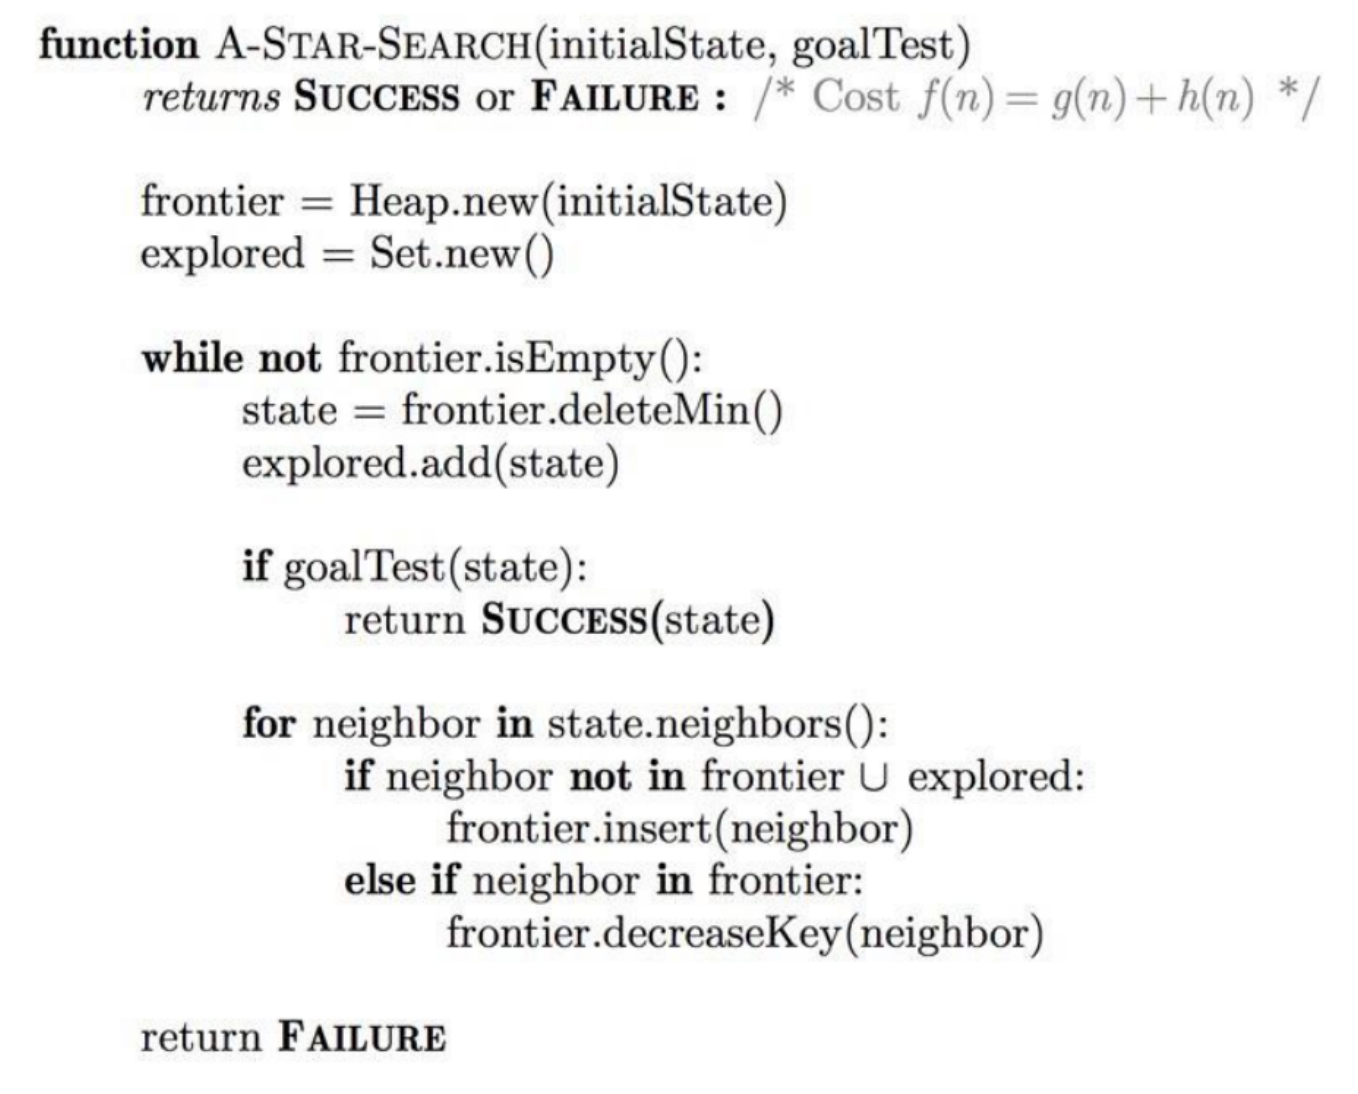 function A-STAR-SEARCH(initialState, goalTest)
returns SUCCESS or FAILURE : /* Cost f(n) = g(n) + h(n) */
frontier = Heap.new(initialState)
explored = Set.new()
while not frontier.isEmpty():
state = frontier.deleteMin()
explored.add(state)
if goalTest(state):
return SUCCESS(state)
for neighbor in state.neighbors():
if neighbor not in frontier ∪ explored:
frontier.insert(neighbor)
else if neighbor in frontier:
frontier.decreaseKey(neighbor)
return FAILURE